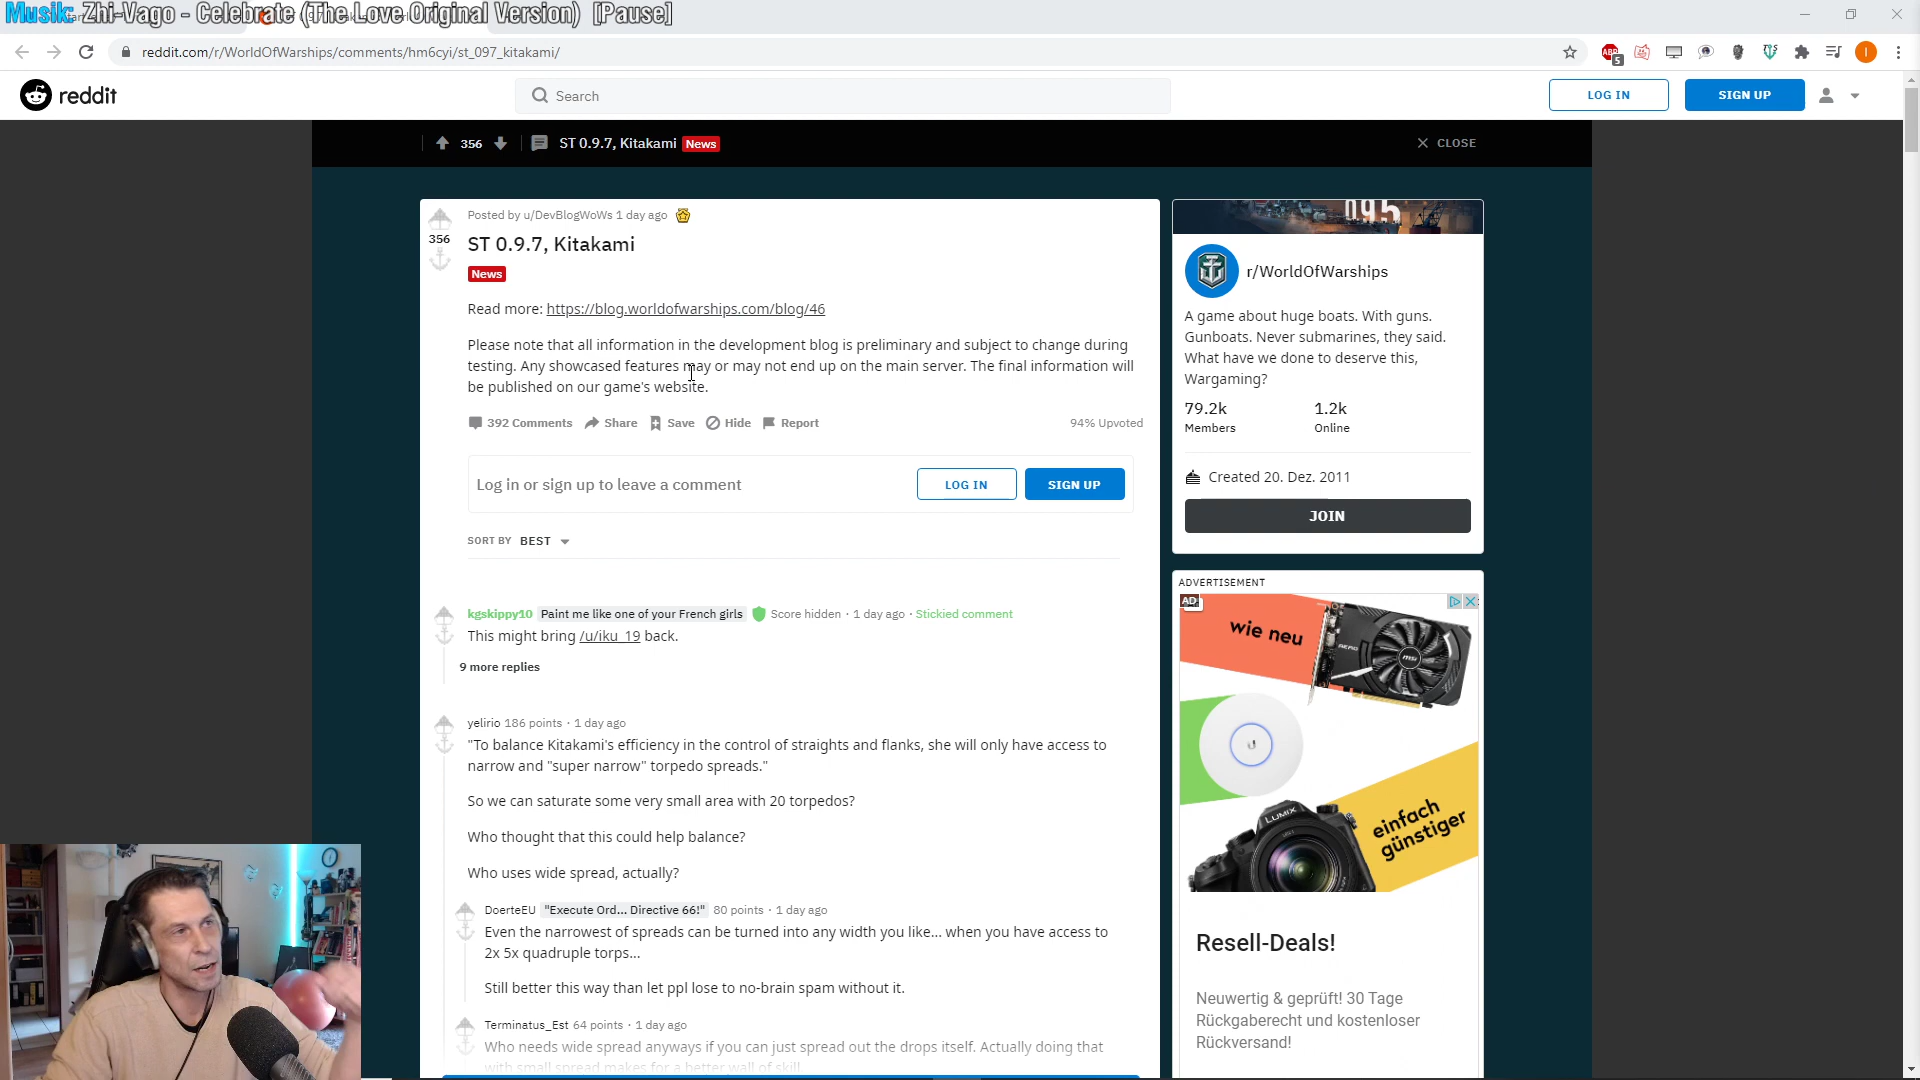 Musik: Zhi-Vago - Celebrate (The Love Original Version) [Pause]
reddit.com/r/WorldOfWarships/comments/hm6cyi/st_097_kitakami/
ABP
5
I
reddit
Search
LOG IN
SIGN UP
356
ST 0.9.7, Kitakami
News
CLOSE
Posted by u/DevBlogWoWs 1 day ago
356
ST 0.9.7, Kitakami
News
Read more: https://blog.worldofwarships.com/blog/46
Please note that all information in the development blog is preliminary and subject to change during
testing. Any showcased features may or may not end up on the main server. The final information will
be published on our game's website.
392 Comments
Share
Save
Hide
Report
94% Upvoted
Log in or sign up to leave a comment
LOG IN
SIGN UP
SORT BY BEST
kgskippy10 Paint me like one of your French girls Score hidden · 1 day ago · Stickied comment
This might bring /u/iku_19 back.
9 more replies
yelirio 186 points · 1 day ago
"To balance Kitakami's efficiency in the control of straights and flanks, she will only have access to
narrow and "super narrow" torpedo spreads."
So we can saturate some very small area with 20 torpedos?
Who thought that this could help balance?
Who uses wide spread, actually?
DoerteEU "Execute Ord... Directive 66!" 80 points · 1 day ago
Even the narrowest of spreads can be turned into any width you like... when you have access to
2x 5x quadruple torps...
Still better this way than let ppl lose to no-brain spam without it.
Terminatus_Est 64 points · 1 day ago
Who needs wide spread anyways if you can just spread out the drops itself. Actually doing that
with small spread makes for a better wall of skill
095
r/WorldOfWarships
A game about huge boats. With guns.
Gunboats. Never submarines, they said.
What have we done to deserve this,
Wargaming?
79.2k
Members
1.2k
Online
Created 20. Dez. 2011
JOIN
ADVERTISEMENT
AD
wie neu
msi
LUMIX
einfach
günstiger
Resell-Deals!
Neuwertig & geprüft! 30 Tage
Rückgaberecht und kostenloser
Rückversand!